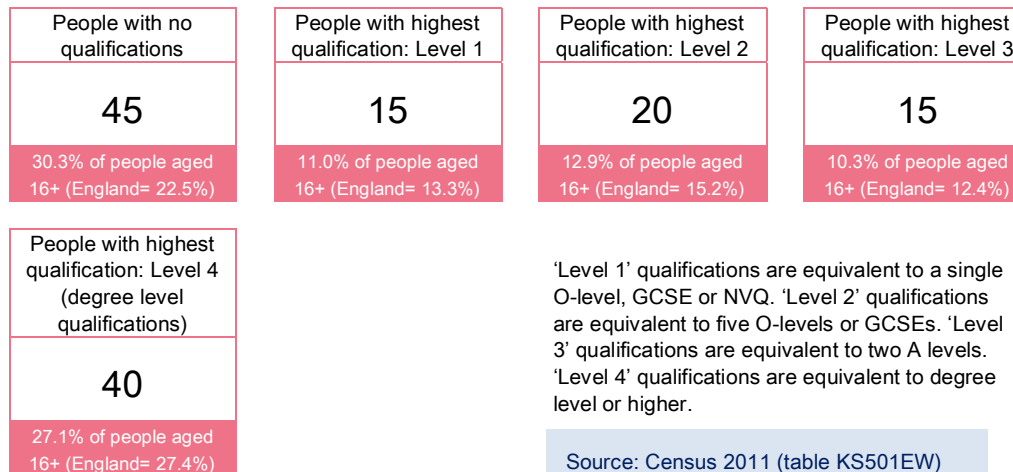 People with no
qualifications
45
30.3% of people aged
16+ (England= 22.5%)
People with highest
qualification: Level 1
15
11.0% of people aged
16+ (England= 13.3%)
People with highest
qualification: Level 2
20
12.9% of people aged
16+ (England= 15.2%)
People with highest
qualification: Level 3
15
10.3% of people aged
16+ (England= 12.4%)
People with highest
qualification: Level 4
(degree level
qualifications)
40
27.1% of people aged
16+ (England= 27.4%)
‘Level 1’ qualifications are equivalent to a single
O-level, GCSE or NVQ. ‘Level 2’ qualifications
are equivalent to five O-levels or GCSEs. ‘Level
3’ qualifications are equivalent to two A levels.
‘Level 4’ qualifications are equivalent to degree
level or higher.
Source: Census 2011 (table KS501EW)